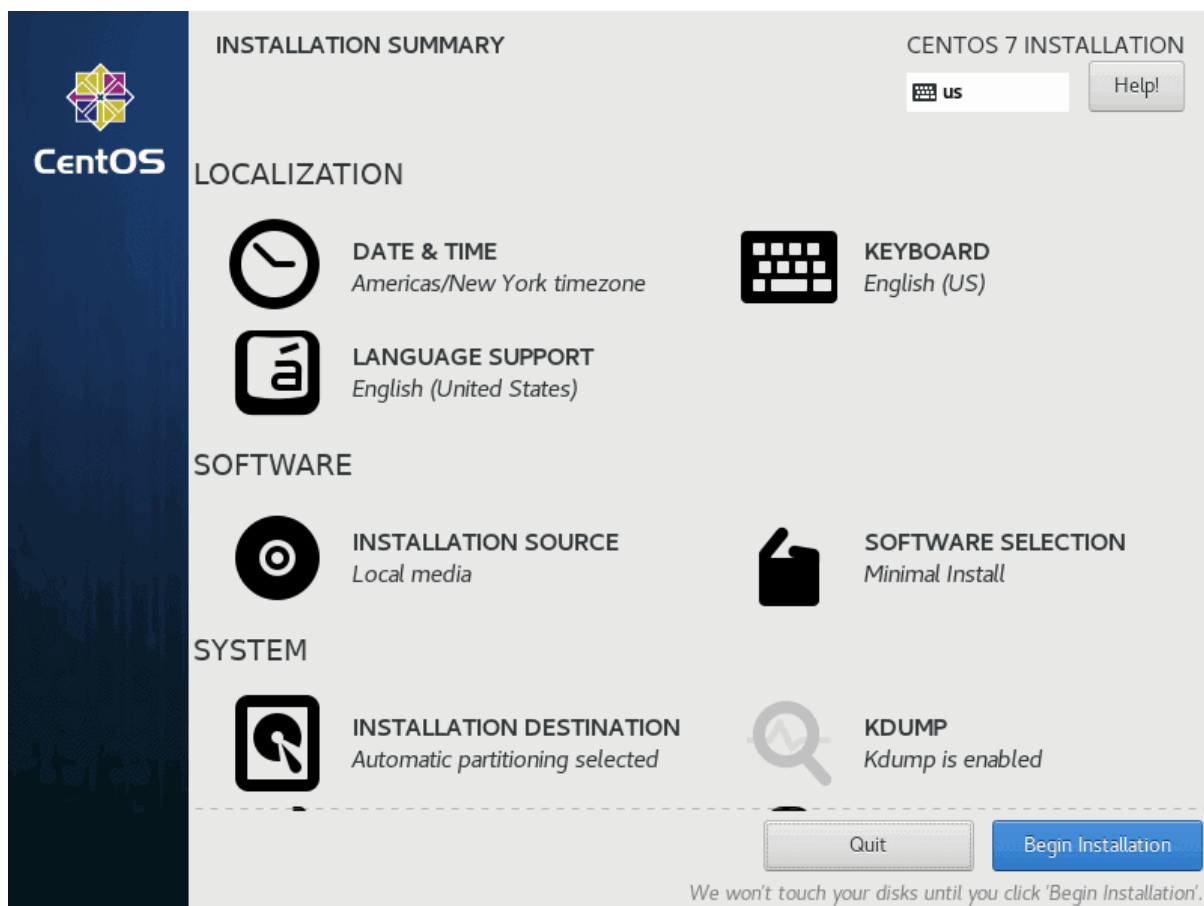 INSTALLATION SUMMARY
CENTOS 7 INSTALLATION
us
Help!
CentOS
LOCALIZATION
DATE & TIME
Americas/New York timezone
KEYBOARD
English (US)
á
LANGUAGE SUPPORT
English (United States)
SOFTWARE
INSTALLATION SOURCE
Local media
SOFTWARE SELECTION
Minimal Install
SYSTEM
INSTALLATION DESTINATION
Automatic partitioning selected
KDUMP
Kdump is enabled
Quit
Begin Installation
We won't touch your disks until you click 'Begin Installation'.